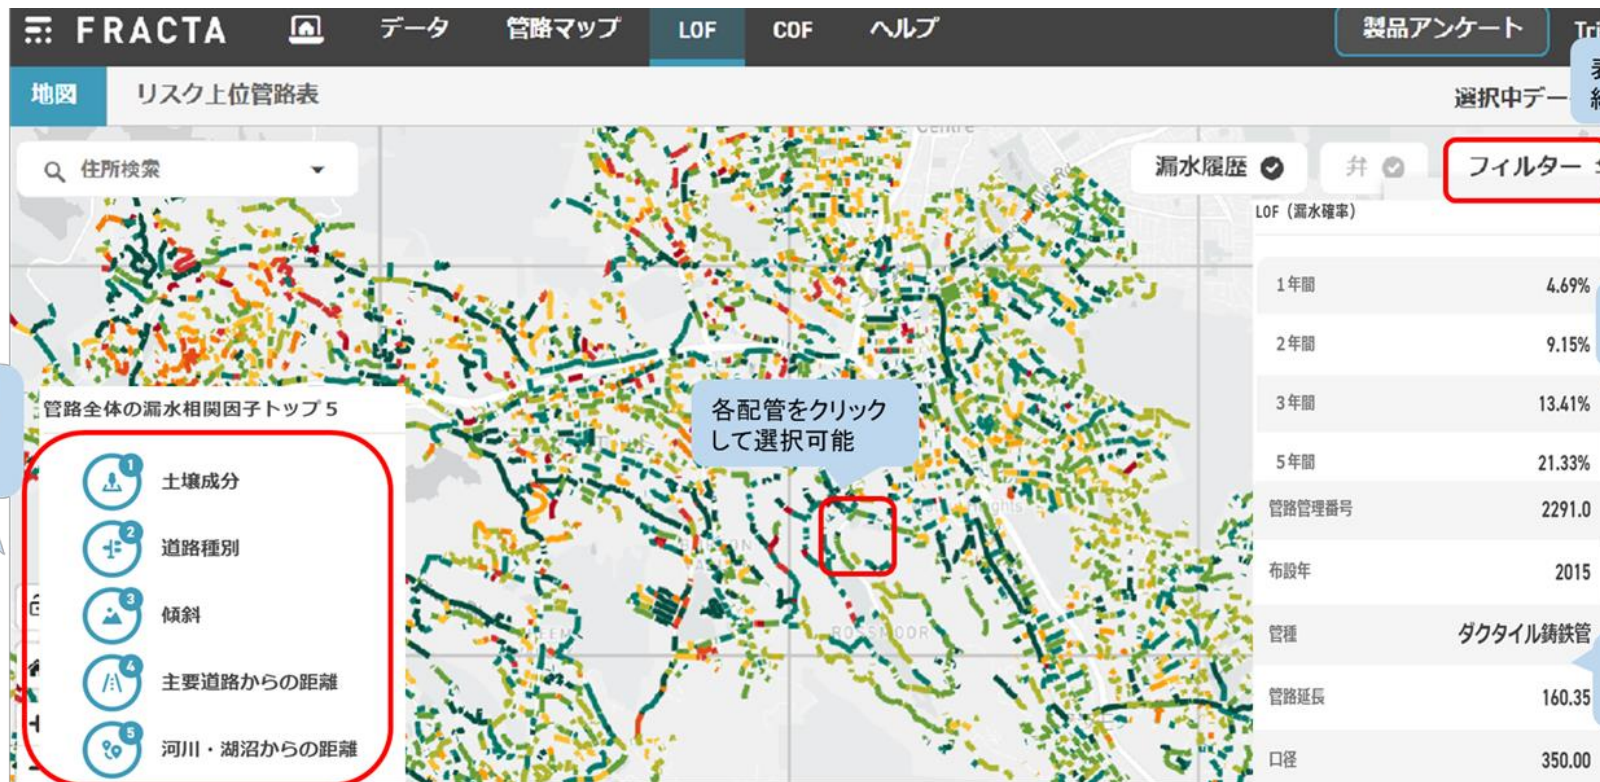 FRACTA データ 管路マップ LOF COF ヘルプ 製品アンケート
地図 リスク上位管路表 選択中デー
住所検索
漏水履歴 弁 フィルター
Centre
Rd
LOF (漏水確率)
1年間 4.69%
2年間 9.15%
3年間 13.41%
5年間 21.33%
管路管理番号 2291.0
布設年 2015
管種 ダクタイル鋳鉄管
管路延長 160.35
口径 350.00
各配管をクリック
して選択可能
管路全体の漏水相関因子トップ5
1 土壌成分
2 道路種別
3 傾斜
4 主要道路からの距離
5 河川・湖沼からの距離
ROSSMOOR